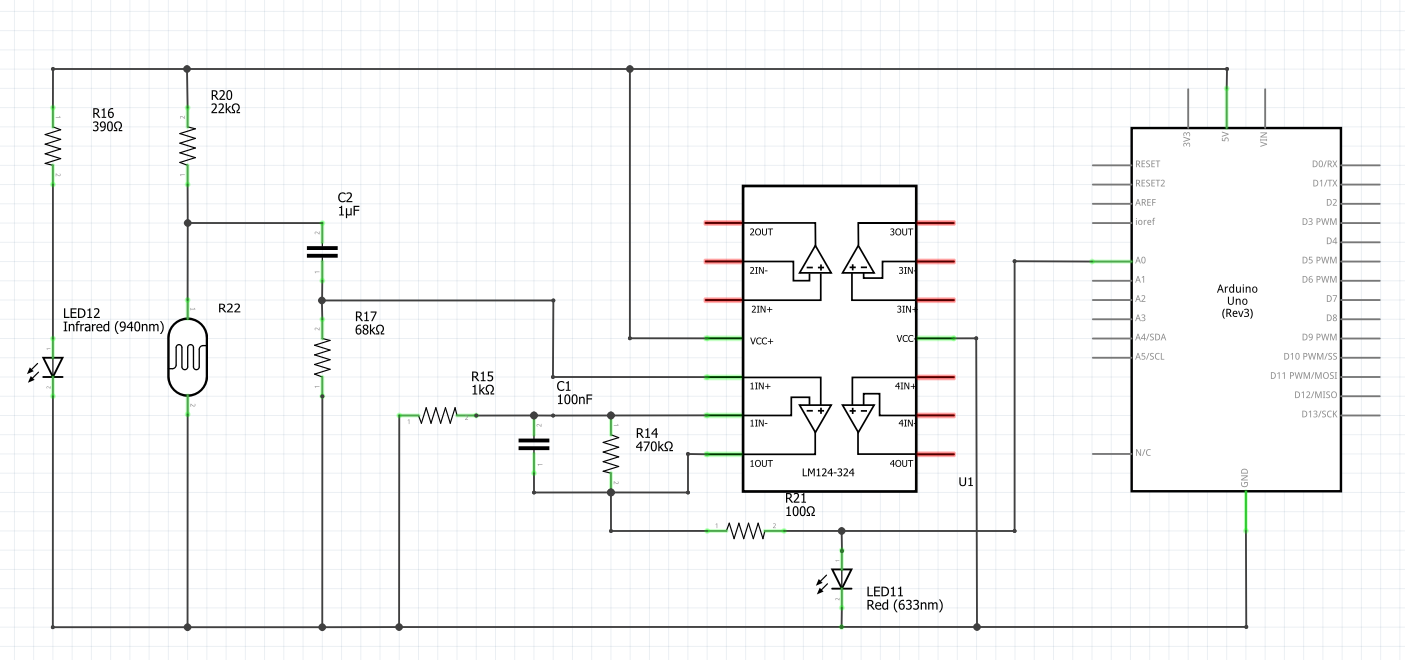 R16
390Ω
R20
22kΩ
C2
1µF
LED12
Infrared (940nm)
R22
R17
68kΩ
R15
1kΩ
C1
100nF
R14
470kΩ
2OUT
2IN-
2IN+
VCC+
1IN+
1IN-
1OUT
3OUT
3IN-
3IN+
VCC-
4IN+
4IN-
4OUT
LM124-324
U1
R21
100Ω
LED11
Red (633nm)
3V3
5V
VIN
RESET
RESET2
AREF
ioref
A0
A1
A2
A3
A4/SDA
A5/SCL
N/C
Arduino
Uno
(Rev3)
D0/RX
D1/TX
D2
D3 PWM
D4
D5 PWM
D6 PWM
D7
D8
D9 PWM
D10 PWM/SS
D11 PWM/MOSI
D12/MISO
D13/SCK
GND